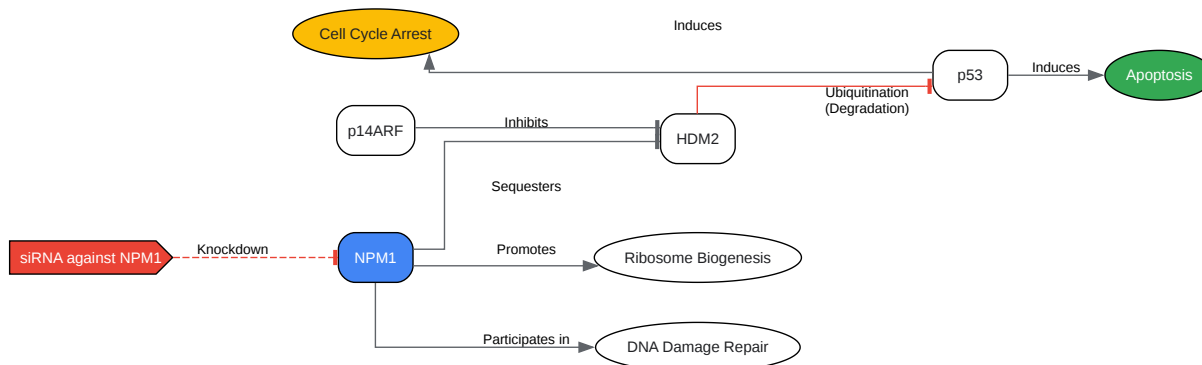 Induces
Cell Cycle Arrest
p53
Induces
Apoptosis
Ubiquitination
(Degradation)
p14ARF
Inhibits
HDM2
Sequesters
siRNA against NPM1
Knockdown
NPM1
Promotes
Ribosome Biogenesis
Participates in
DNA Damage Repair